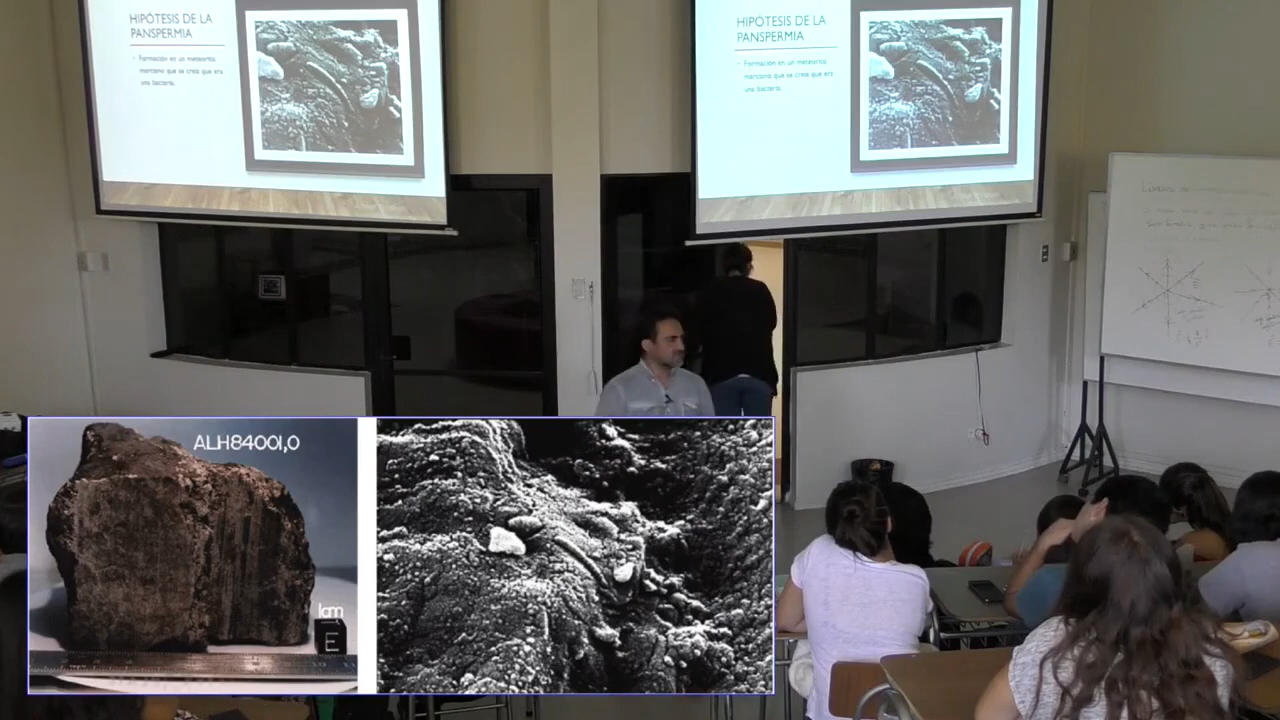 HIPÓTESIS DE LA
PANSPERMIA
Formación en un meteorito
marciano que se creía que era
una bacteria.
HIPÓTESIS DE LA
PANSPERMIA
Formación en un meteorito
marciano que se creía que era
una bacteria.
ALH84001,0
1cm
E